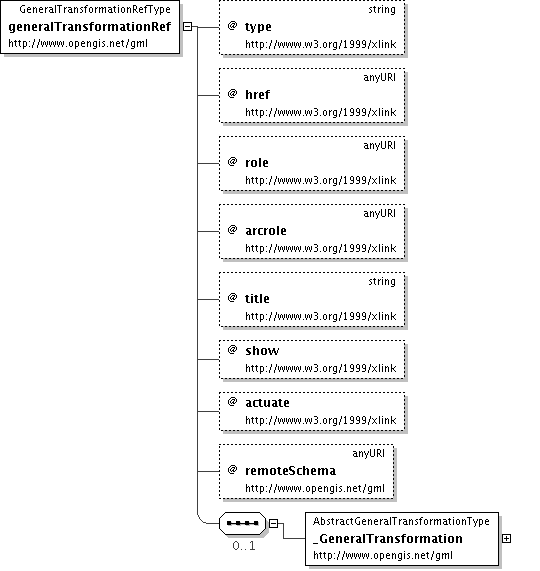 GeneralTransformationRefType
generalTransformationRef
http://www.opengis.net/gml
string
@ type
http://www.w3.org/1999/xlink
anyURI
@ href
http://www.w3.org/1999/xlink
anyURI
@ role
http://www.w3.org/1999/xlink
anyURI
@ arcrole
http://www.w3.org/1999/xlink
string
@ title
http://www.w3.org/1999/xlink
@ show
http://www.w3.org/1999/xlink
@ actuate
http://www.w3.org/1999/xlink
anyURI
@ remoteSchema
http://www.opengis.net/gml
0..1
AbstractGeneralTransformationType
_GeneralTransformation
http://www.opengis.net/gml